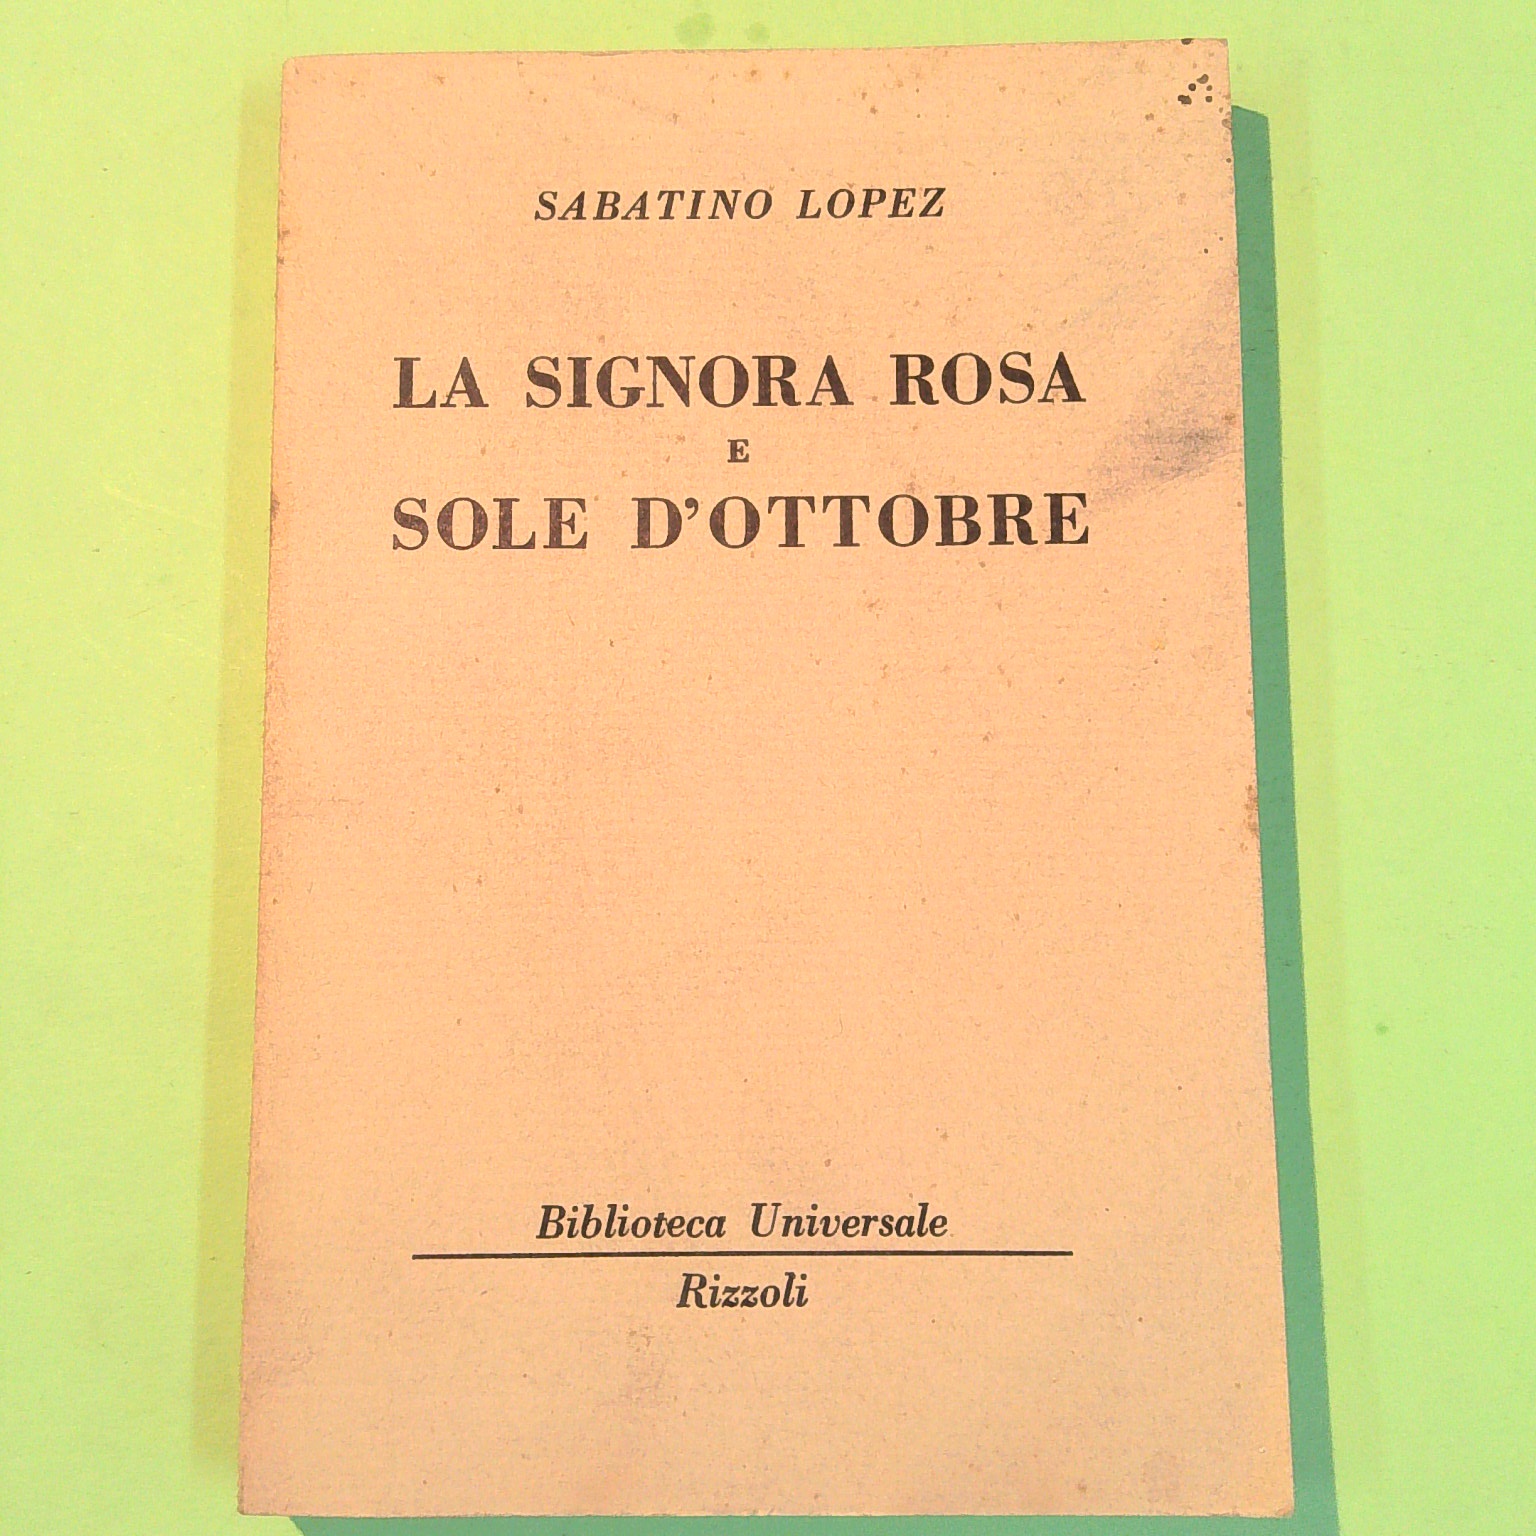 SABATINO LOPEZ
LA SIGNORA ROSA
E
SOLE D'OTTOBRE
Biblioteca Universale
Rizzoli